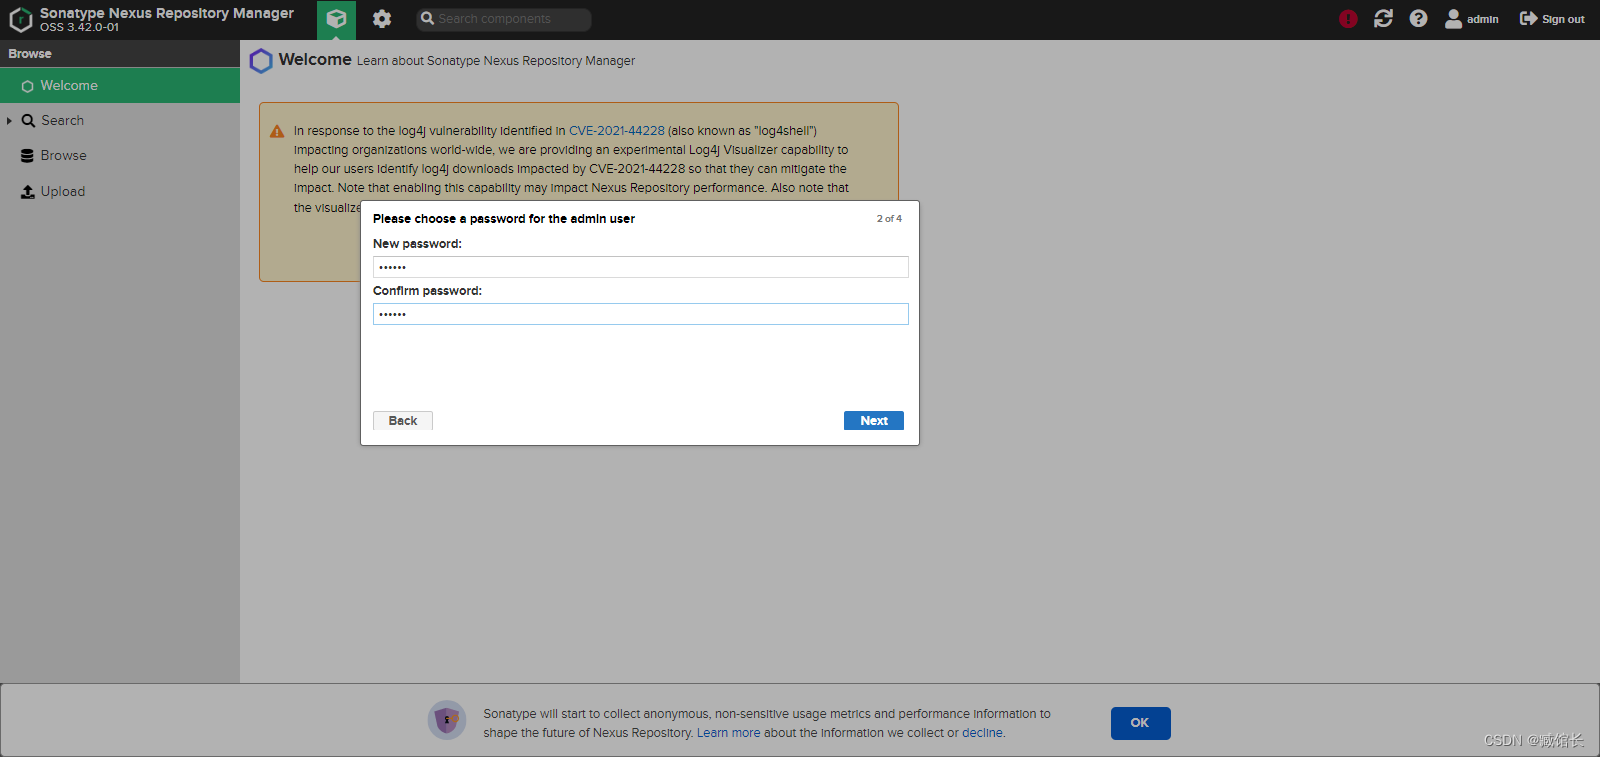 Sonatype Nexus Repository Manager
OSS 3.42.0-01
Search components
admin
Sign out
Browse
Welcome
Search
Browse
Upload
Welcome Learn about Sonatype Nexus Repository Manager
In response to the log4j vulnerability identified in CVE-2021-44228 (also known as "log4shell")
impacting organizations world-wide, we are providing an experimental Log4j Visualizer capability to
help our users identify log4j downloads impacted by CVE-2021-44228 so that they can mitigate the
impact. Note that enabling this capability may impact Nexus Repository performance. Also note that
the visualize
Please choose a password for the admin user
2 of 4
New password:
••••••
Confirm password:
••••••
Back
Next
Sonatype will start to collect anonymous, non-sensitive usage metrics and performance information to
shape the future of Nexus Repository. Learn more about the information we collect or decline.
OK
CSDN @臧馆长